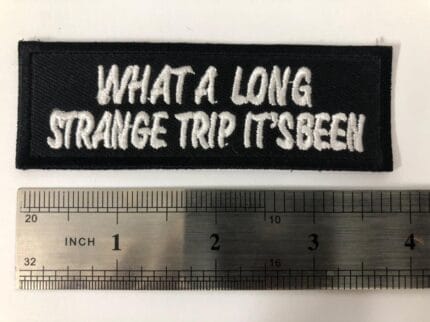 WHAT A LONG
STRANGE TRIP IT'S BEEN
20 10
INCH 1 2 3 4
32 16